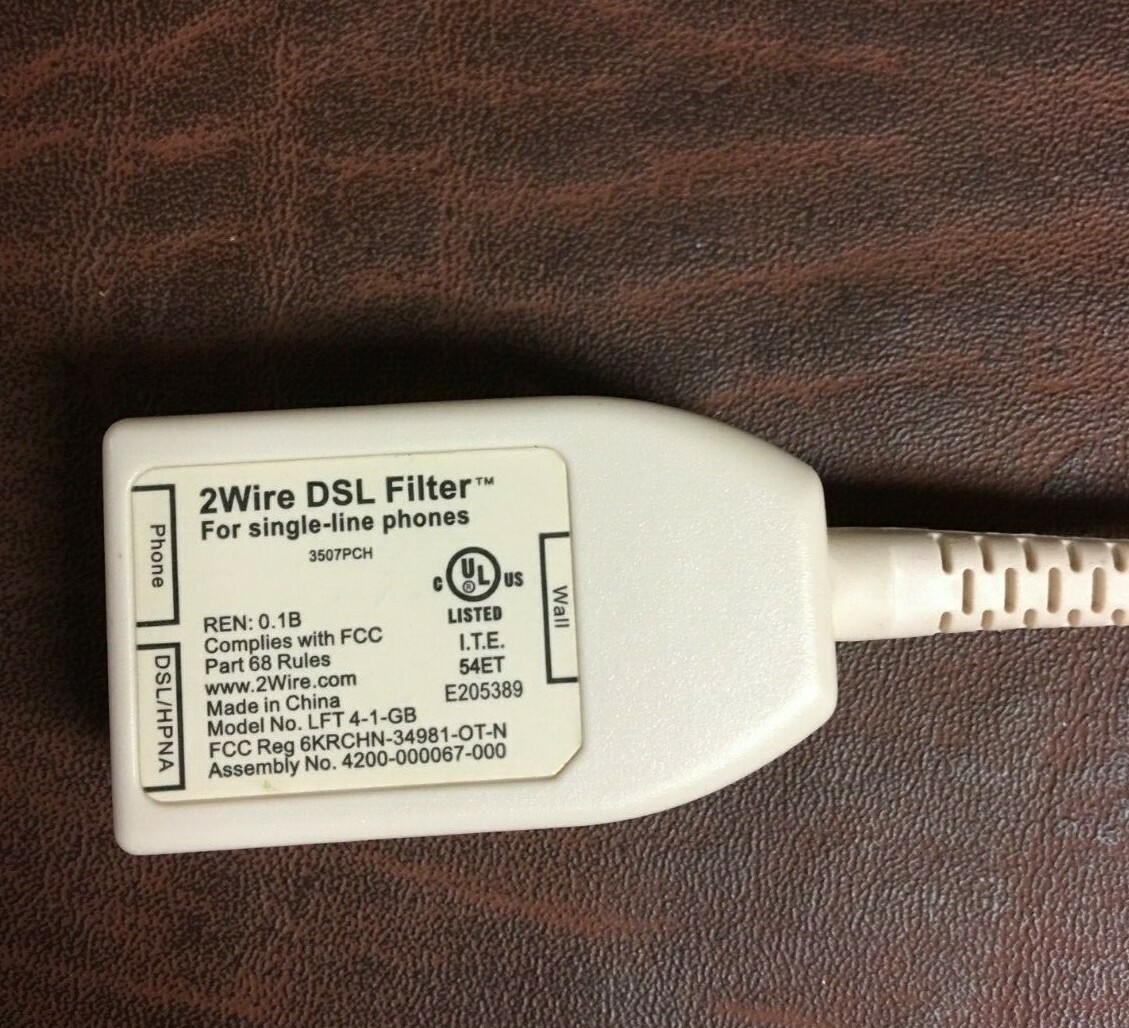 2Wire DSL Filter™
For single-line phones
3507PCH
Phone
DSL/HPNA
Wall
C UL ® US
LISTED
I.T.E.
54ET
E205389
REN: 0.1B
Complies with FCC
Part 68 Rules
www.2Wire.com
Made in China
Model No. LFT 4-1-GB
FCC Reg 6KRCHN-34981-OT-N
Assembly No. 4200-000067-000